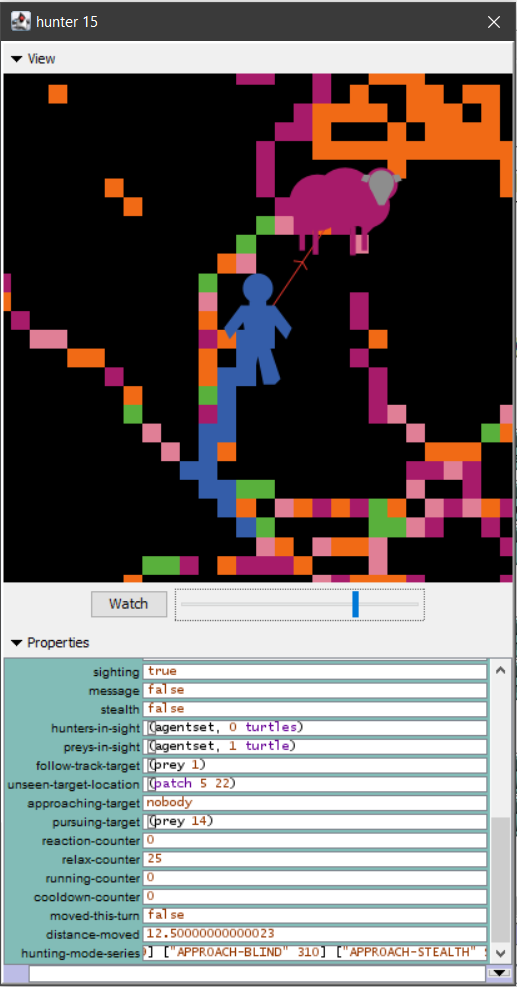 hunter 15
View
Watch
Properties
sighting true
message false
stealth false
hunters-in-sight (agentset, 0 turtles)
preys-in-sight (agentset, 1 turtle)
follow-track-target (prey 1)
unseen-target-location (patch 5 22)
approaching-target nobody
pursuing-target (prey 14)
reaction-counter 0
relax-counter 25
running-counter 0
cooldown-counter 0
moved-this-turn false
distance-moved 12.50000000000023
hunting-mode-series ] ["APPROACH-BLIND" 310] ["APPROACH-STEALTH"